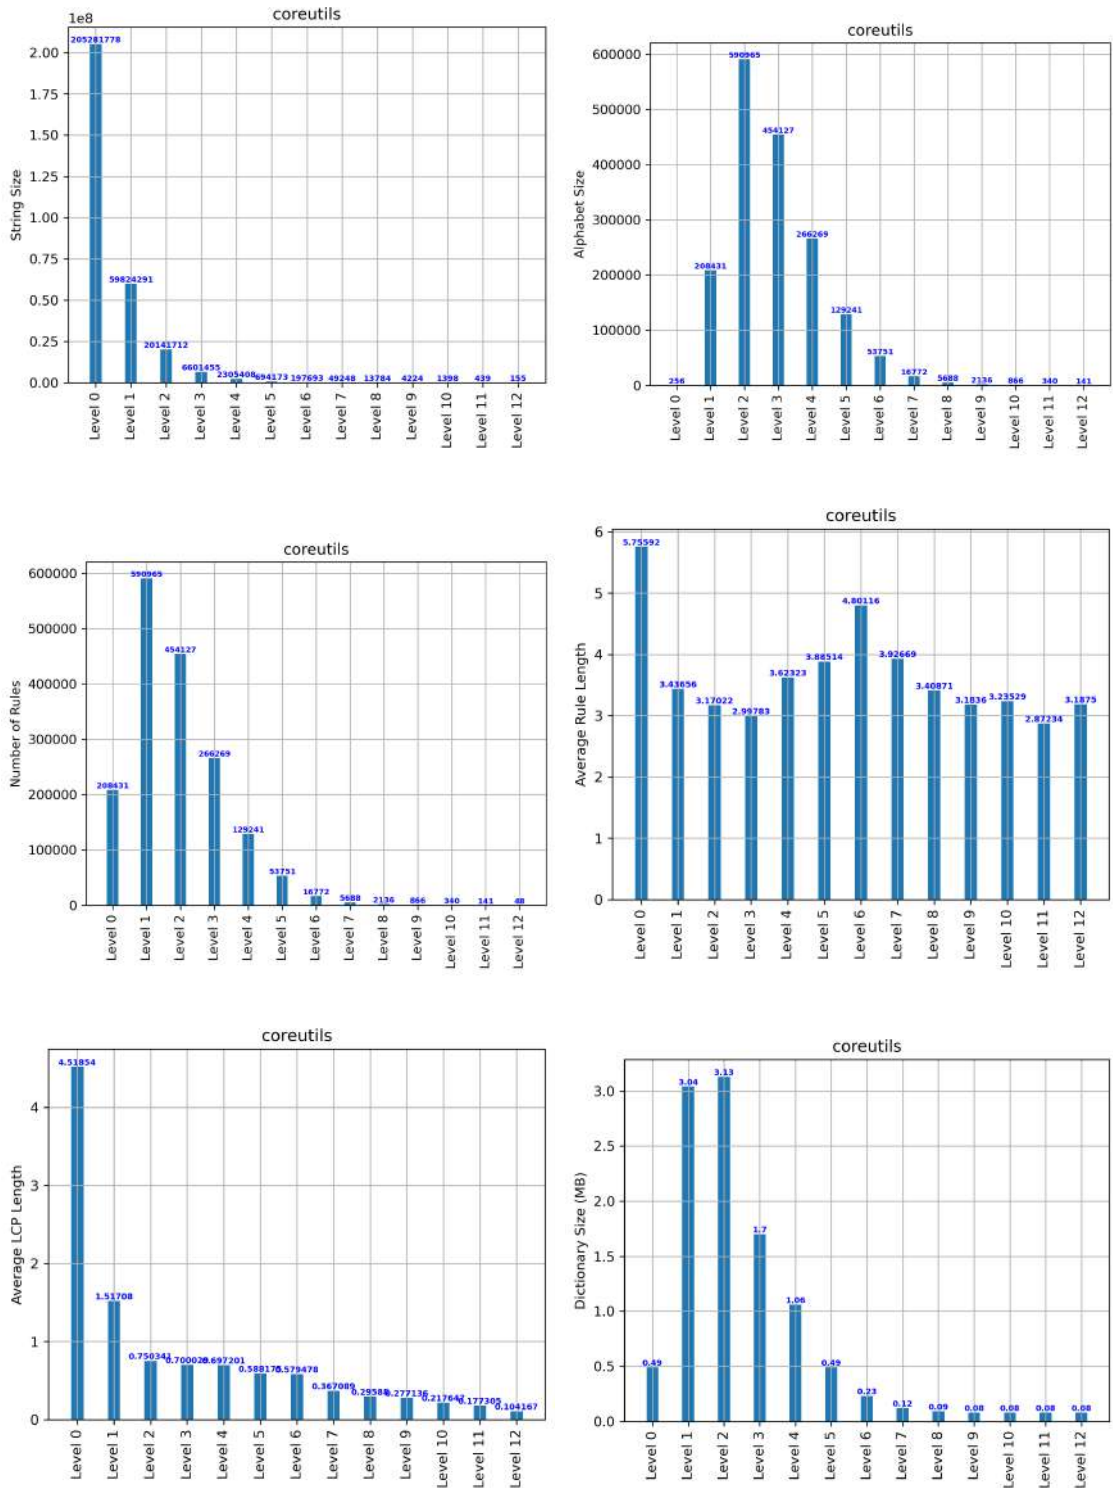 coreutils
1e8
String Size
2.00
1.75
1.50
1.25
1.00
0.75
0.50
0.25
0.00
205281778
59824291
20141712
6601455
2305408
694173
197693
49248
13784
4224
1398
439
155
Level 0
Level 1
Level 2
Level 3
Level 4
Level 5
Level 6
Level 7
Level 8
Level 9
Level 10
Level 11
Level 12
coreutils
Alphabet Size
600000
500000
400000
300000
200000
100000
0
256
208431
590965
454127
266269
129241
53751
16772
5688
2136
866
340
141
Level 0
Level 1
Level 2
Level 3
Level 4
Level 5
Level 6
Level 7
Level 8
Level 9
Level 10
Level 11
Level 12
coreutils
Number of Rules
600000
500000
400000
300000
200000
100000
0
208431
590965
454127
266269
129241
53751
16772
5688
2136
866
340
141
48
Level 0
Level 1
Level 2
Level 3
Level 4
Level 5
Level 6
Level 7
Level 8
Level 9
Level 10
Level 11
Level 12
coreutils
Average Rule Length
6
5
4
3
2
1
0
5.75592
3.43656
3.17022
2.99783
3.62323
3.88514
4.80116
3.92669
3.40871
3.1836
3.23529
2.87234
3.1875
Level 0
Level 1
Level 2
Level 3
Level 4
Level 5
Level 6
Level 7
Level 8
Level 9
Level 10
Level 11
Level 12
coreutils
Average LCP Length
4
3
2
1
0
4.51854
1.51708
0.750341
0.697201
0.588175
0.579478
0.367089
0.29588
0.277136
0.217647
0.177305
0.104167
Level 0
Level 1
Level 2
Level 3
Level 4
Level 5
Level 6
Level 7
Level 8
Level 9
Level 10
Level 11
Level 12
coreutils
Dictionary Size (MB)
3.0
2.5
2.0
1.5
1.0
0.5
0.0
0.49
3.04
3.13
1.7
1.06
0.49
0.23
0.12
0.09
0.08
0.08
0.08
0.08
Level 0
Level 1
Level 2
Level 3
Level 4
Level 5
Level 6
Level 7
Level 8
Level 9
Level 10
Level 11
Level 12